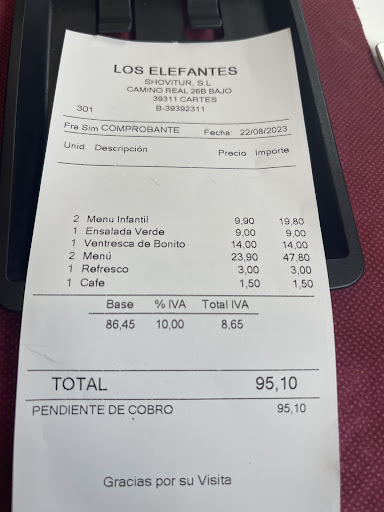 LOS ELEFANTES
SHOVITUR, S.L
CAMINO REAL 26B BAJO
39311 CARTES
301 B-39392311
Fra Sim COMPROBANTE Fecha: 22/08/2023
Unid Descripción Precio importe
2 Menu Infantil 9,90 19,80
1 Ensalada Verde 9,00 9,00
1 Ventresca de Bonito 14,00 14,00
2 Menú 23,90 47,80
1 Refresco 3,00 3,00
1 Cafe 1,50 1,50
Base % IVA Total IVA
86,45 10,00 8,65
TOTAL 95,10
PENDIENTE DE COBRO 95,10
Gracias por su Visita